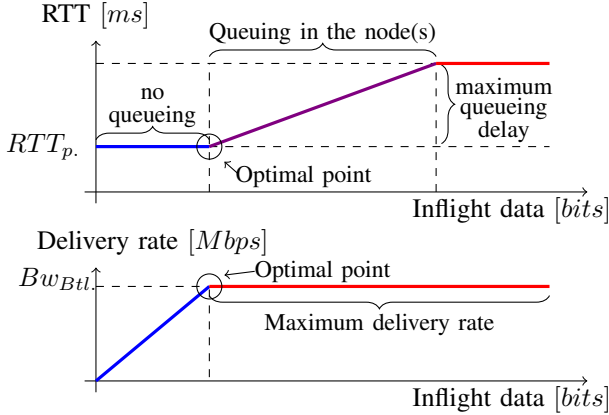 RTT [ms]
Queuing in the node(s)
no
queueing
maximum
queueing
delay
RTT_p.
Optimal point
Inflight data [bits]
Delivery rate [Mbps]
Bw_Btl.
Optimal point
Maximum delivery rate
Inflight data [bits]